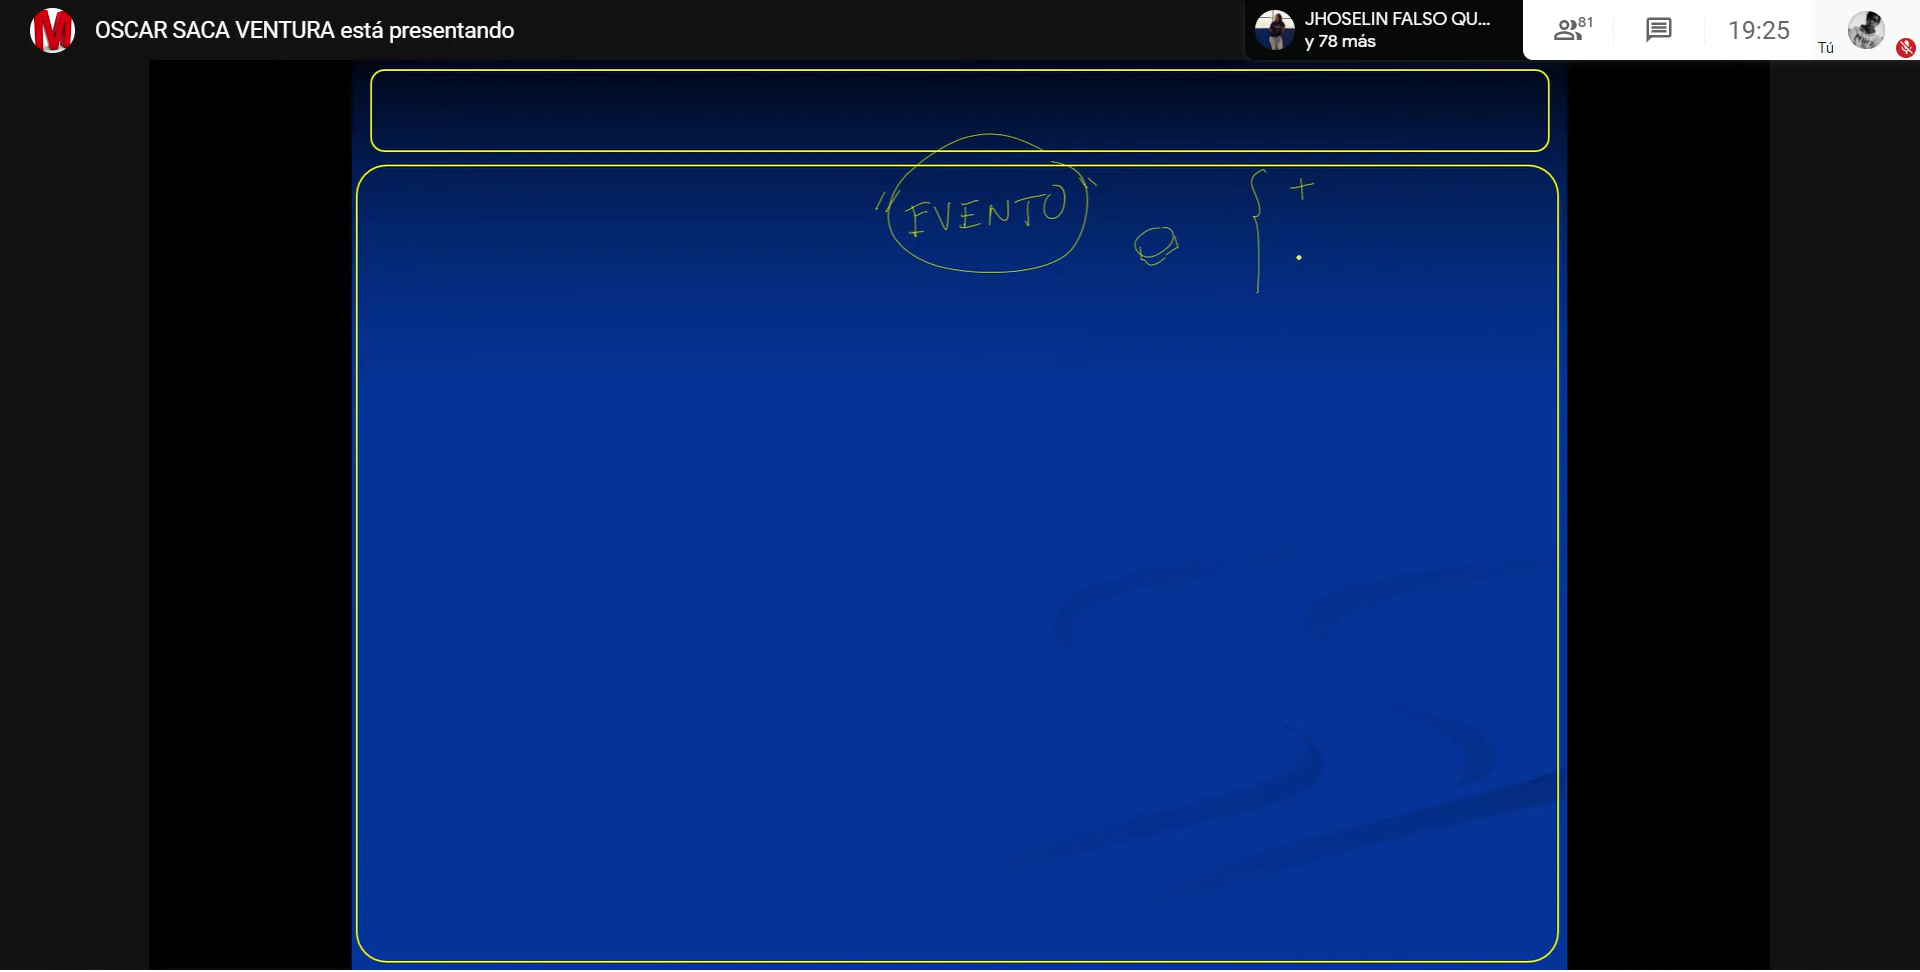 OSCAR SACA VENTURA está presentando
JHOSELIN FALSO QU...
y 78 más
81
19:25
Tú
"EVENTO"
+